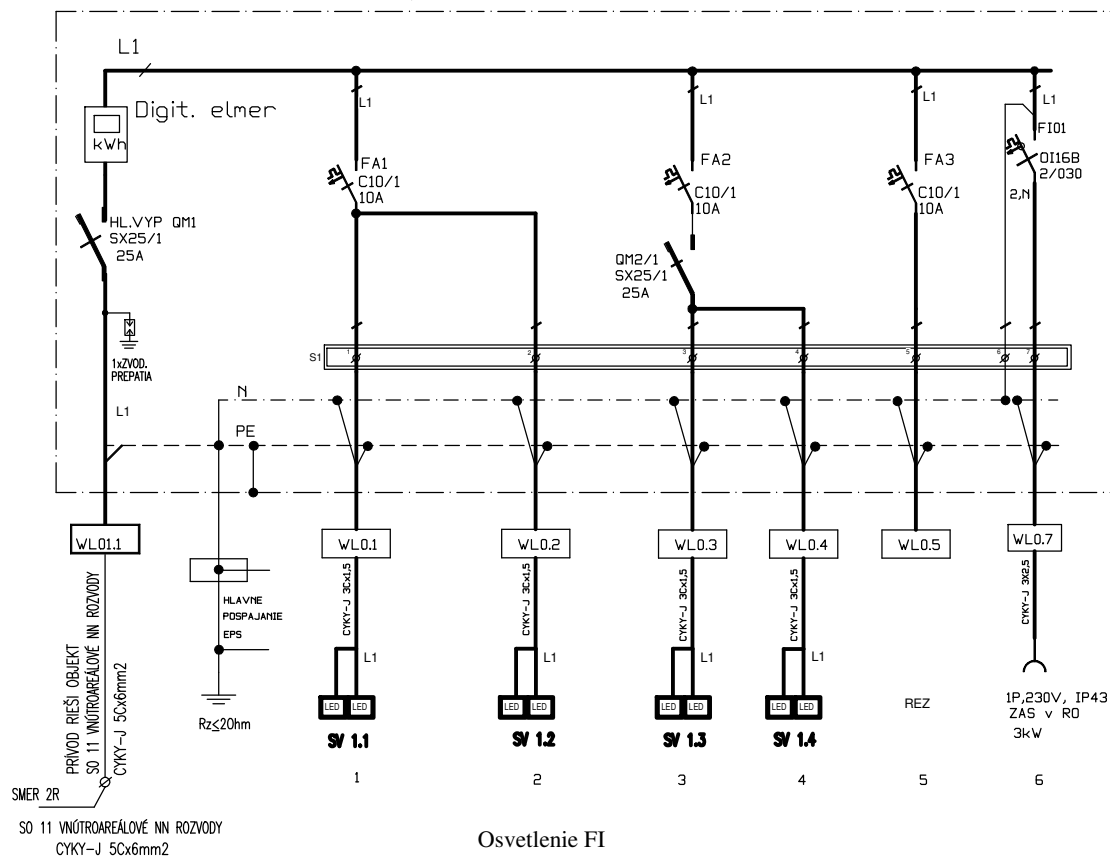 L1
Digit. elmer
kWh
HL.VYP QM1
SX25/1
25A
1xZVOD.
PREPATIA
L1
L1
FA1
C10/1
10A
L1
FA2
C10/1
10A
QM2/1
SX25/1
25A
L1
FA3
C10/1
10A
L1
FI01
OI16B
2/030
2,N
S1
1
2
3
4
5
6
7
N
PE
WL01.1
WL0.1
WL0.2
WL0.3
WL0.4
WL0.5
WL0.7
HLAVNE
POSPAJANIE
EPS
Rz≤2Ohm
CYKY-J 3Cx1,5
CYKY-J 3Cx1,5
CYKY-J 3Cx1,5
CYKY-J 3Cx1,5
CYKY-J 3X2,5
L1
L1
L1
L1
LED LED
LED LED
LED LED
LED LED
SV 1.1
SV 1.2
SV 1.3
SV 1.4
REZ
1P,230V, IP43
ZAS v RO
3kW
1
2
3
4
5
6
PRÍVOD RIEŠI OBJEKT
SO 11 VNÚTROAREÁLOVÉ NN ROZVODY
CYKY-J 5Cx6mm2
SMER 2R
SO 11 VNÚTROAREÁLOVÉ NN ROZVODY
CYKY-J 5Cx6mm2
Osvetlenie FI